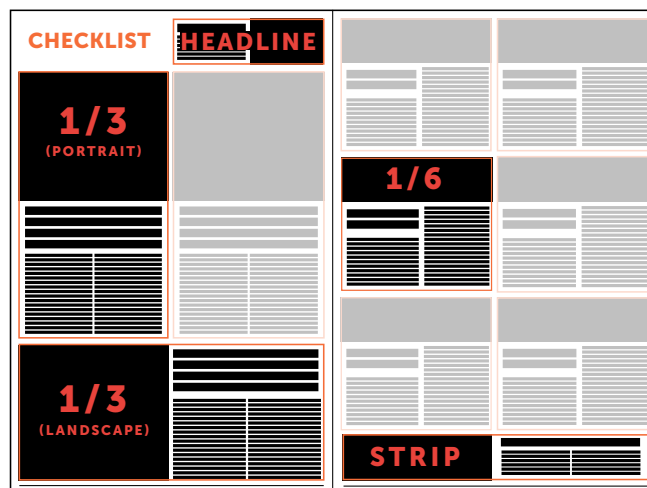 CHECKLIST
HEADLINE
1/3
(PORTRAIT)
1/3
(LANDSCAPE)
1/6
STRIP